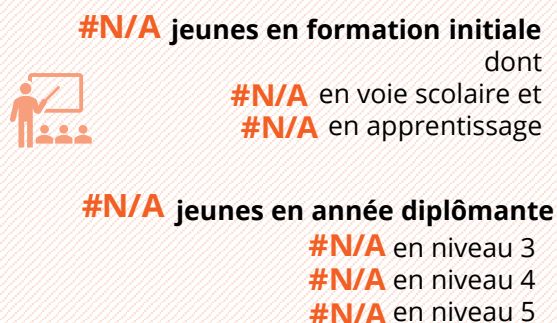 #N/A jeunes en formation initiale
dont
#N/A en voie scolaire et
#N/A en apprentissage
#N/A jeunes en année diplômante
#N/A en niveau 3
#N/A en niveau 4
#N/A en niveau 5